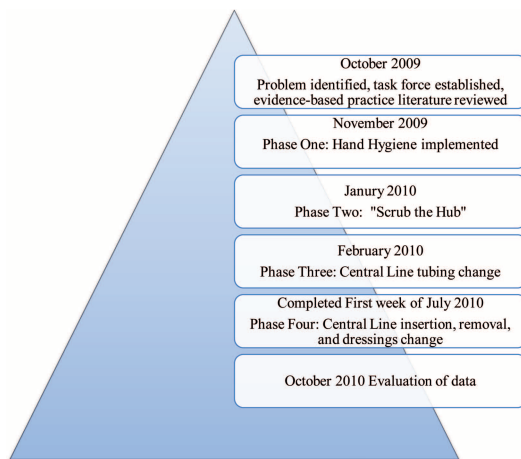 October 2009
Problem identified, task force established,
evidence-based practice literature reviewed
November 2009
Phase One: Hand Hygiene implemented
Janury 2010
Phase Two:  "Scrub the Hub"
February 2010
Phase Three: Central Line tubing change
Completed First week of July 2010
Phase Four: Central Line insertion, removal,
and dressings change
October 2010 Evaluation of data